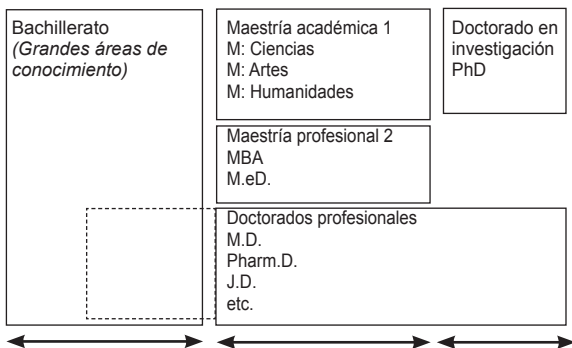 Bachillerato
(Grandes áreas de
conocimiento)
Maestría académica 1
M: Ciencias
M: Artes
M: Humanidades
Doctorado en
investigación
PhD
Maestría profesional 2
MBA
M.eD.
Doctorados profesionales
M.D.
Pharm.D.
J.D.
etc.